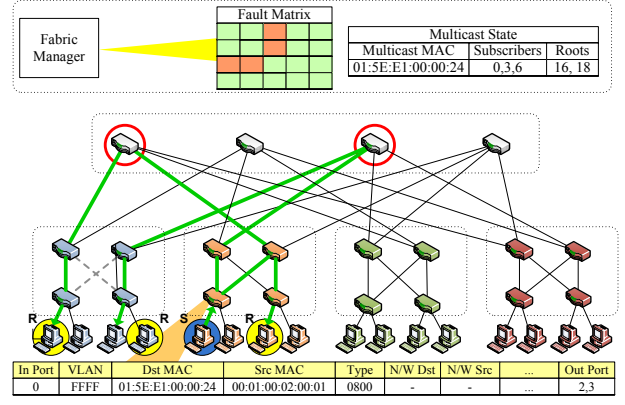 Fault Matrix
Fabric
Manager
Multicast State
Multicast MAC Subscribers Roots
01:5E:E1:00:00:24 0,3,6 16, 18
R R S R
In Port VLAN Dst MAC Src MAC Type N/W Dst N/W Src ... Out Port
0 FFFF 01:5E:E1:00:00:24 00:01:00:02:00:01 0800 - - ... 2,3